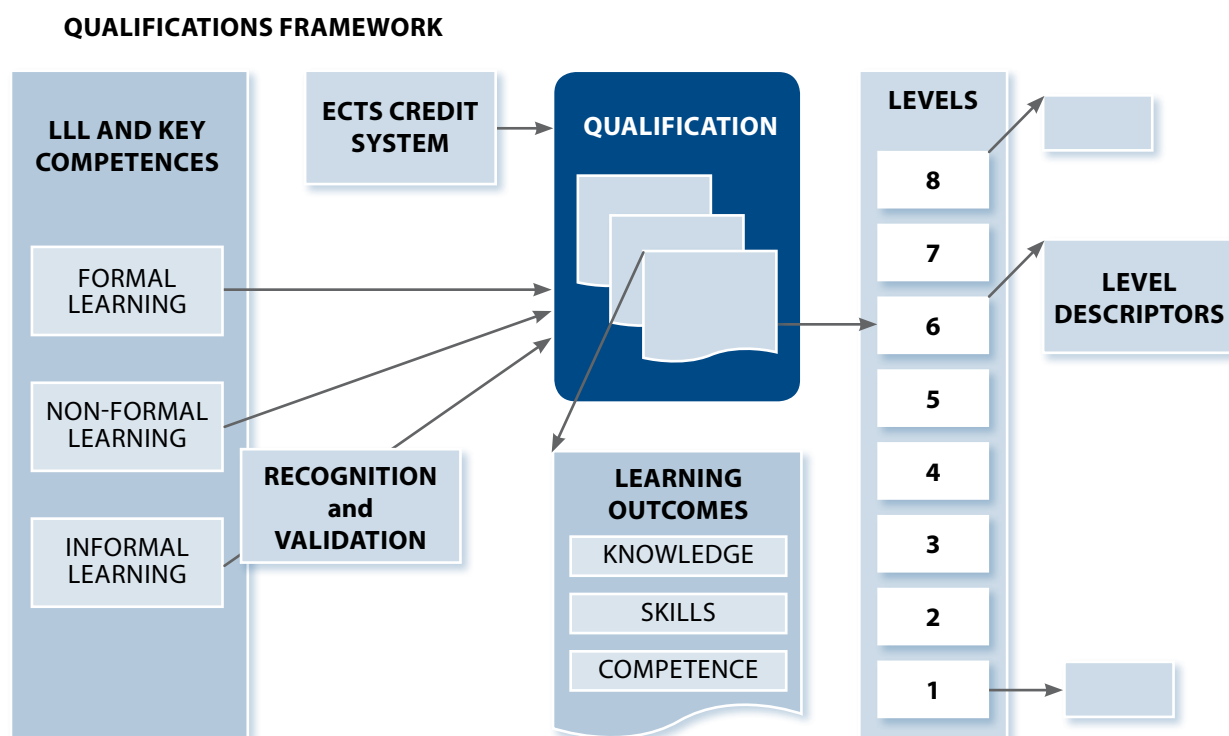 QUALIFICATIONS FRAMEWORK
LLL AND KEY
COMPETENCES
FORMAL
LEARNING
NON-FORMAL
LEARNING
INFORMAL
LEARNING
ECTS CREDIT
SYSTEM
RECOGNITION
and
VALIDATION
QUALIFICATION
LEARNING
OUTCOMES
KNOWLEDGE
SKILLS
COMPETENCE
LEVELS
8
7
6
5
4
3
2
1
LEVEL
DESCRIPTORS